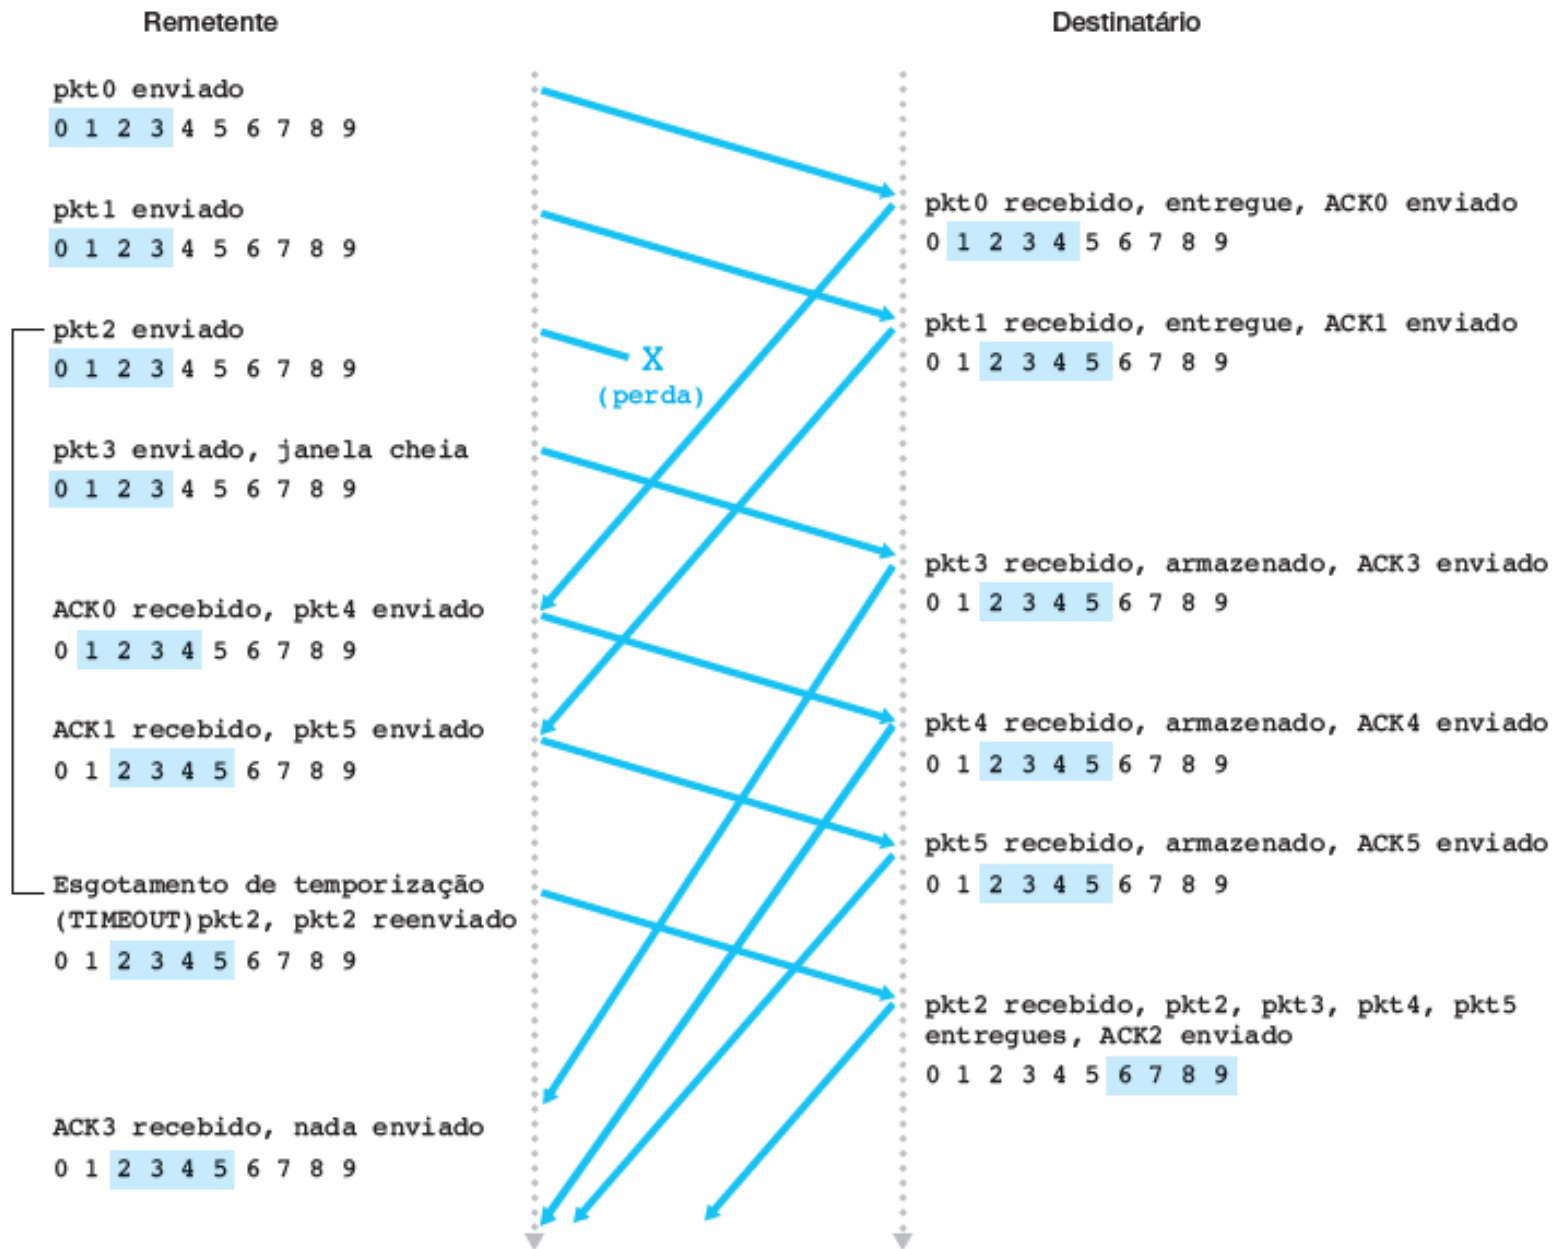 Remetente
Destinatário
pkt0 enviado
0 1 2 3 4 5 6 7 8 9
pkt1 enviado
0 1 2 3 4 5 6 7 8 9
pkt2 enviado
0 1 2 3 4 5 6 7 8 9
pkt3 enviado, janela cheia
0 1 2 3 4 5 6 7 8 9
ACK0 recebido, pkt4 enviado
0 1 2 3 4 5 6 7 8 9
ACK1 recebido, pkt5 enviado
0 1 2 3 4 5 6 7 8 9
Esgotamento de temporização
(TIMEOUT)pkt2, pkt2 reenviado
0 1 2 3 4 5 6 7 8 9
ACK3 recebido, nada enviado
0 1 2 3 4 5 6 7 8 9
X
(perda)
pkt0 recebido, entregue, ACK0 enviado
0 1 2 3 4 5 6 7 8 9
pkt1 recebido, entregue, ACK1 enviado
0 1 2 3 4 5 6 7 8 9
pkt3 recebido, armazenado, ACK3 enviado
0 1 2 3 4 5 6 7 8 9
pkt4 recebido, armazenado, ACK4 enviado
0 1 2 3 4 5 6 7 8 9
pkt5 recebido, armazenado, ACK5 enviado
0 1 2 3 4 5 6 7 8 9
pkt2 recebido, pkt2, pkt3, pkt4, pkt5
entregues, ACK2 enviado
0 1 2 3 4 5 6 7 8 9